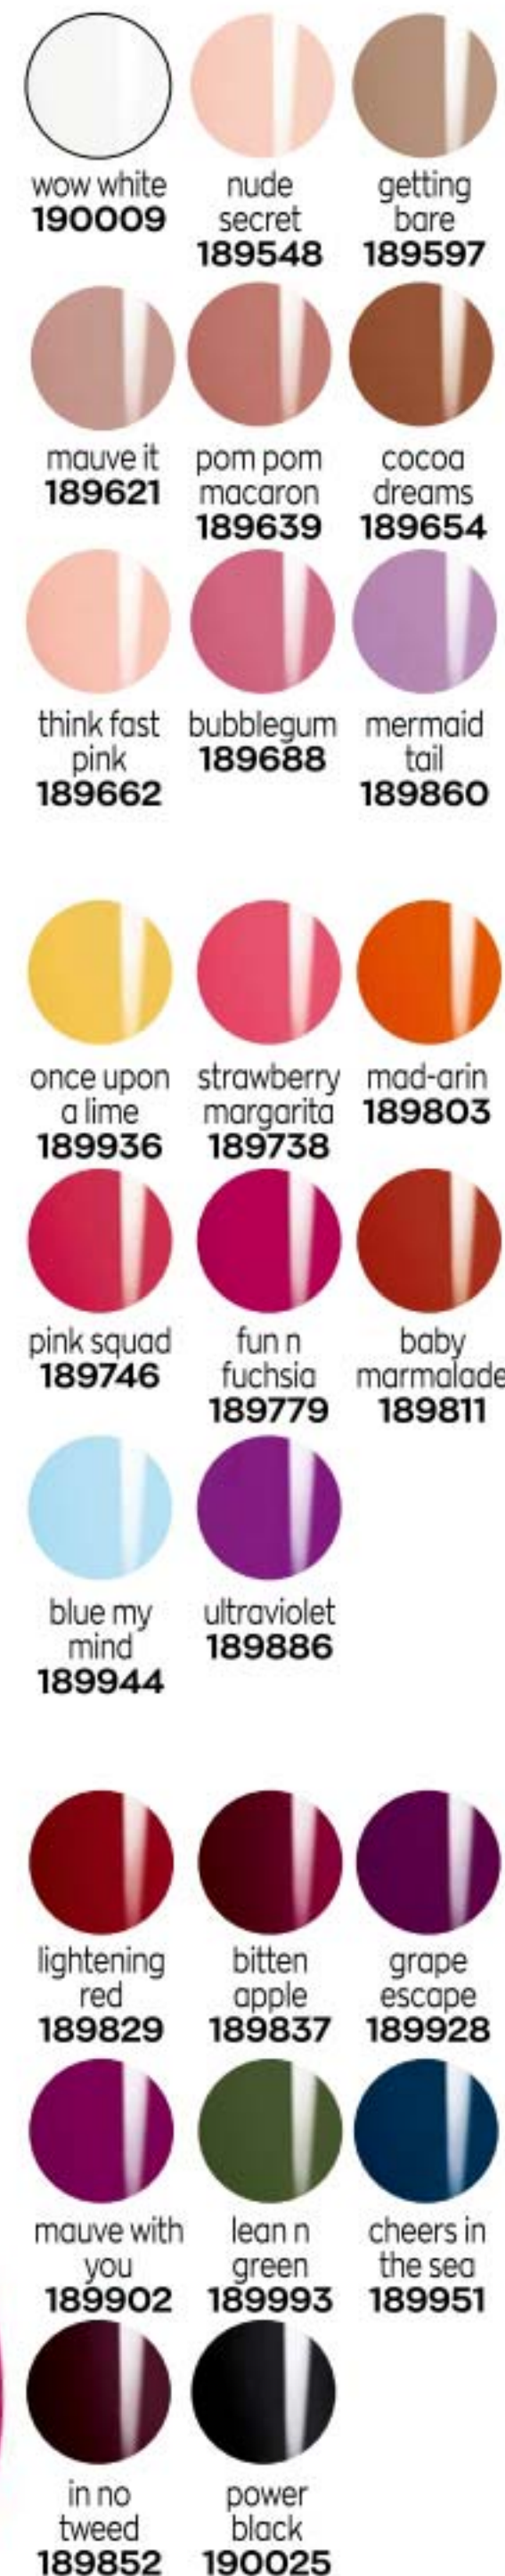 wow white
190009
nude
secret
189548
getting
bare
189597
mauve it
189621
pom pom
macaron
189639
cocoa
dreams
189654
think fast
pink
189662
bubblegum
189688
mermaid
tail
189860
once upon
a lime
189936
strawberry
margarita
189738
mad-arin
189803
pink squad
189746
fun n
fuchsia
189779
baby
marmalade
189811
blue my
mind
189944
ultraviolet
189886
lightening
red
189829
bitten
apple
189837
grape
escape
189928
mauve with
you
189902
lean n
green
189993
cheers in
the sea
189951
in no
tweed
189852
power
black
190025